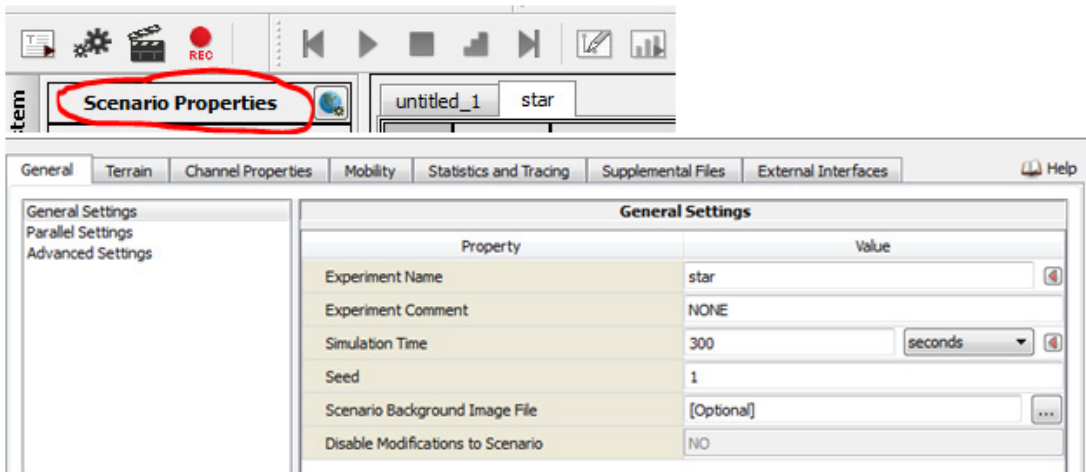 REC
stem
Scenario Properties
untitled_1 star
General Terrain Channel Properties Mobility Statistics and Tracing Supplemental Files External Interfaces Help
General Settings
Parallel Settings
Advanced Settings
General Settings
Property Value
Experiment Name star
Experiment Comment NONE
Simulation Time 300 seconds
Seed 1
Scenario Background Image File [Optional] ...
Disable Modifications to Scenario NO